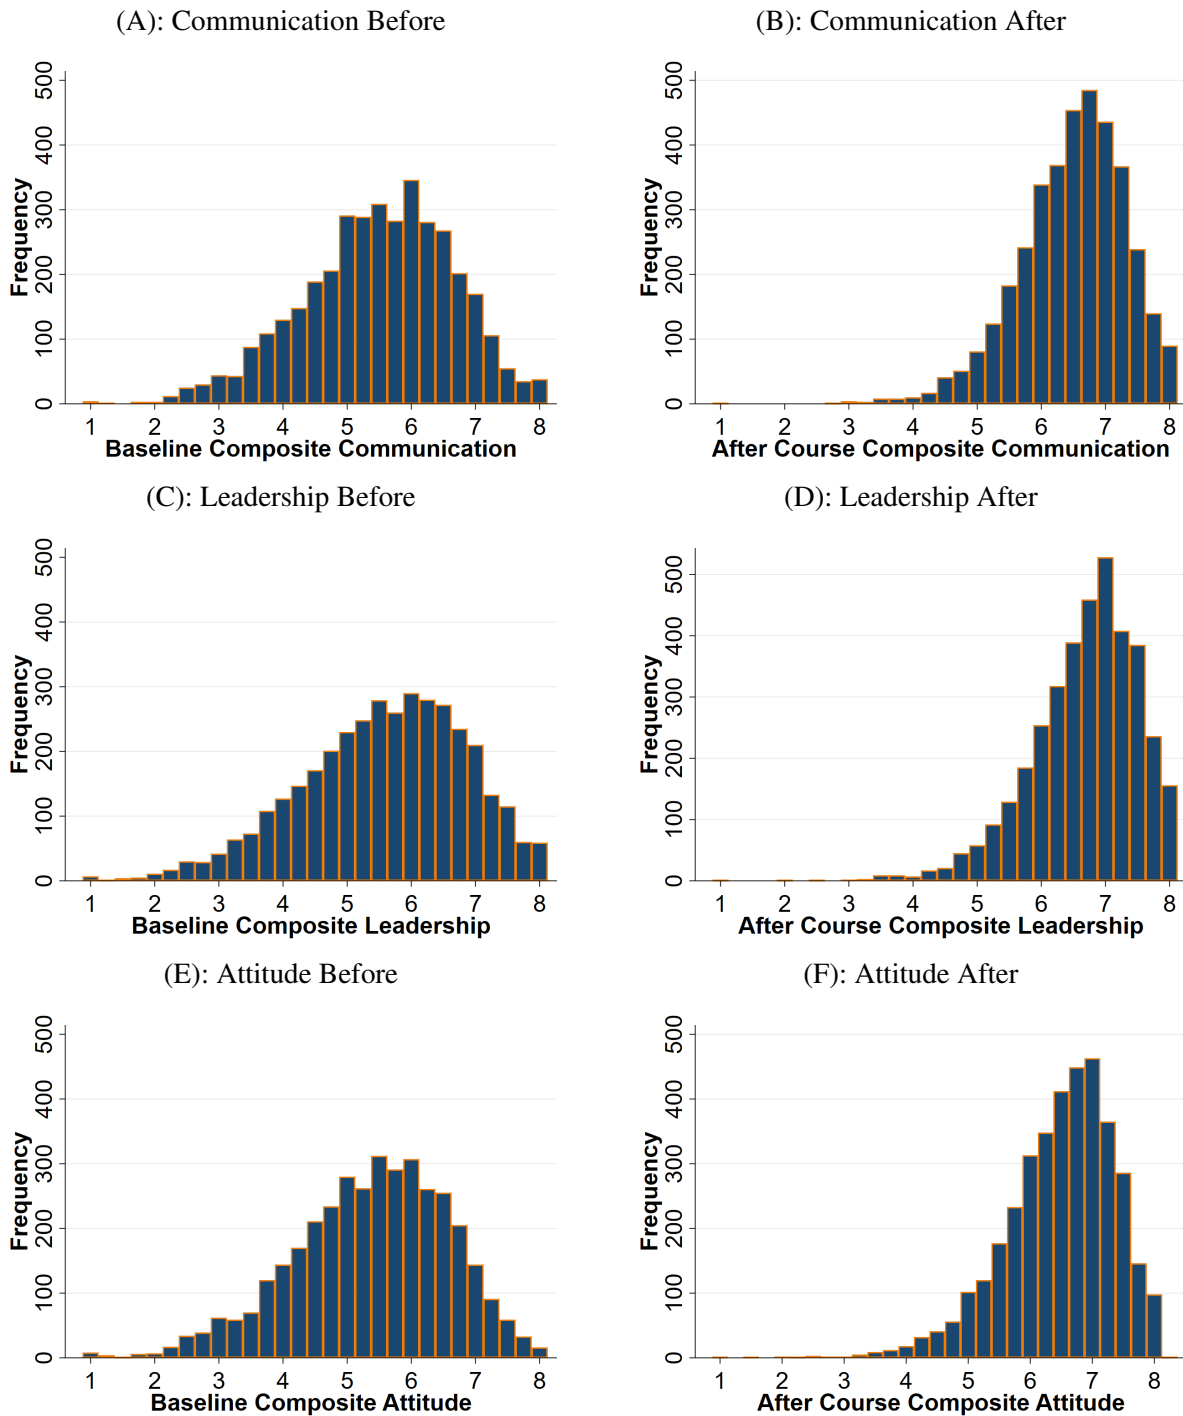 (A): Communication Before
(B): Communication After
Frequency
500
400
300
200
100
0
1 2 3 4 5 6 7 8
Baseline Composite Communication
Frequency
500
400
300
200
100
0
1 2 3 4 5 6 7 8
After Course Composite Communication
(C): Leadership Before
(D): Leadership After
Frequency
500
400
300
200
100
0
1 2 3 4 5 6 7 8
Baseline Composite Leadership
Frequency
500
400
300
200
100
0
1 2 3 4 5 6 7 8
After Course Composite Leadership
(E): Attitude Before
(F): Attitude After
Frequency
500
400
300
200
100
0
1 2 3 4 5 6 7 8
Baseline Composite Attitude
Frequency
500
400
300
200
100
0
1 2 3 4 5 6 7 8
After Course Composite Attitude